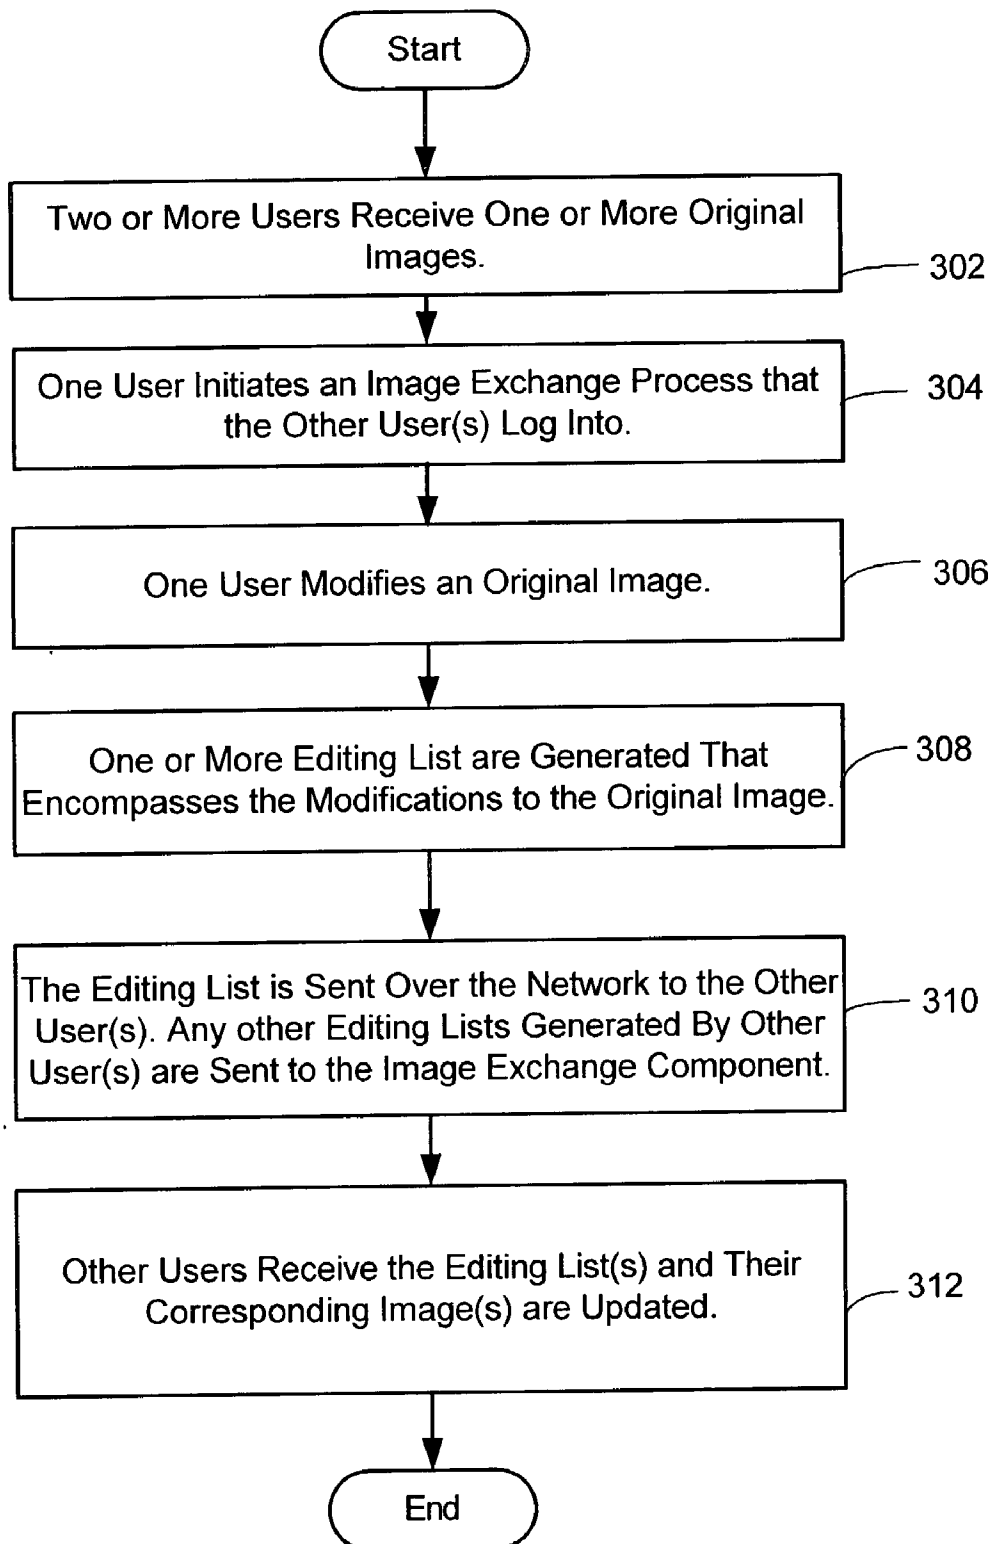 Start
Two or More Users Receive One or More Original
Images.
302
One User Initiates an Image Exchange Process that
the Other User(s) Log Into.
304
One User Modifies an Original Image.
306
One or More Editing List are Generated That
Encompasses the Modifications to the Original Image.
308
The Editing List is Sent Over the Network to the Other
User(s). Any other Editing Lists Generated By Other
User(s) are Sent to the Image Exchange Component.
310
Other Users Receive the Editing List(s) and Their
Corresponding Image(s) are Updated.
312
End